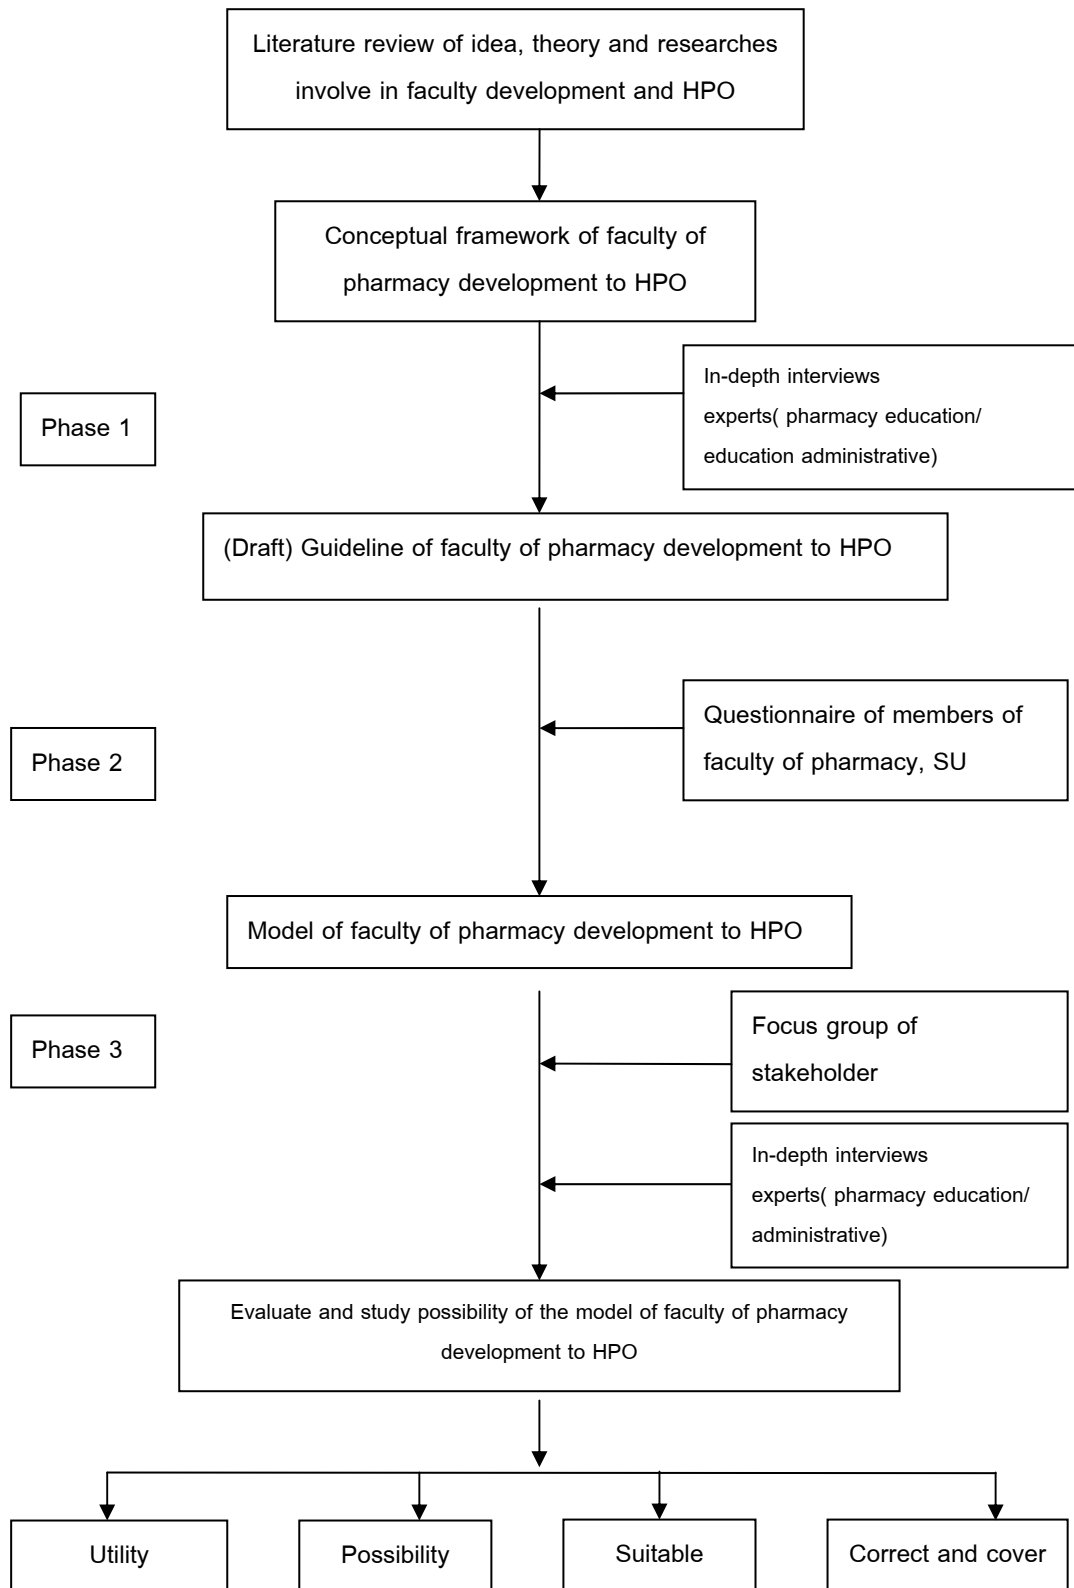 Literature review of idea, theory and researches
involve in faculty development and HPO
Conceptual framework of faculty of
pharmacy development to HPO
In-depth interviews
experts( pharmacy education/
education administrative)
Phase 1
(Draft) Guideline of faculty of pharmacy development to HPO
Questionnaire of members of
faculty of pharmacy, SU
Phase 2
Model of faculty of pharmacy development to HPO
Focus group of
stakeholder
Phase 3
In-depth interviews
experts( pharmacy education/
administrative)
Evaluate and study possibility of the model of faculty of pharmacy
development to HPO
Utility
Possibility
Suitable
Correct and cover